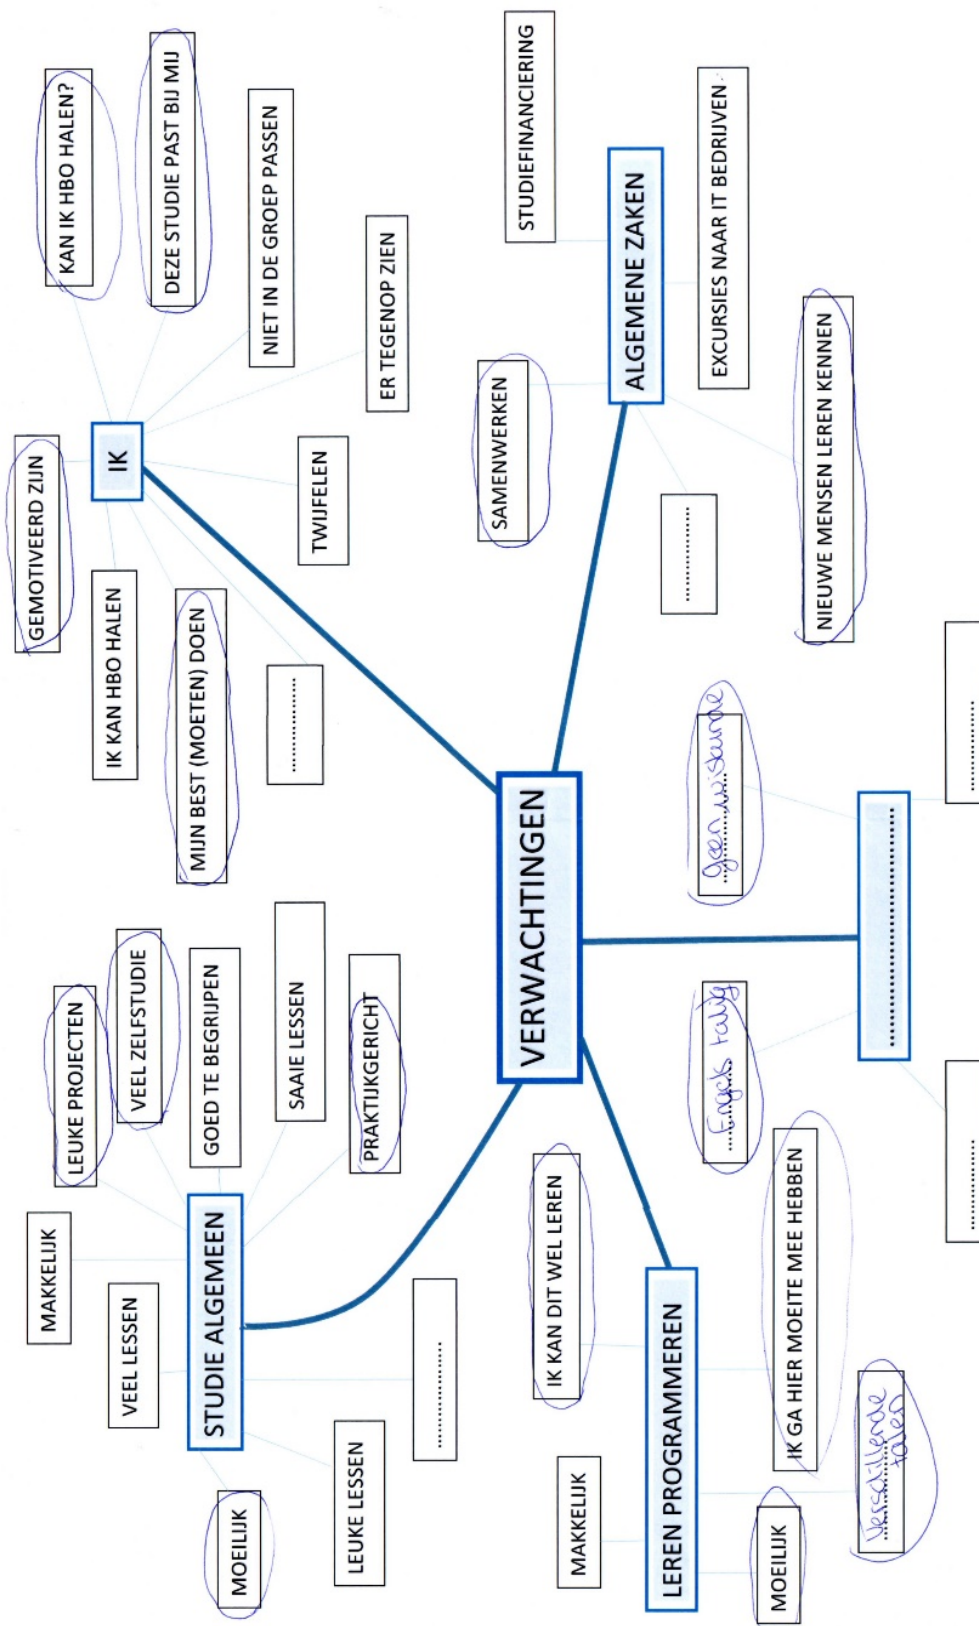 VERWACHTINGEN
STUDIE ALGEMEEN
MOEILIJK
VEEL LESSEN
MAKKELIJK
LEUKE PROJECTEN
VEEL ZELFSTUDIE
GOED TE BEGRIJPEN
SAAIE LESSEN
PRAKTIJKGERICHT
LEUKE LESSEN
....................
IK
GEMOTIVEERD ZIJN
IK KAN HBO HALEN
MIJN BEST (MOETEN) DOEN
....................
KAN IK HBO HALEN?
DEZE STUDIE PAST BIJ MIJ
NIET IN DE GROEP PASSEN
ER TEGENOP ZIEN
TWIJFELEN
ALGEMENE ZAKEN
SAMENWERKEN
STUDIEFINANCIERING
EXCURSIES NAAR IT BEDRIJVEN
NIEUWE MENSEN LEREN KENNEN
....................
LEREN PROGRAMMEREN
MAKKELIJK
IK KAN DIT WEL LEREN
MOEILIJK
IK GA HIER MOEITE MEE HEBBEN
Verschillende
talen
........................................
Engels talig
geen wiskunde
....................
....................